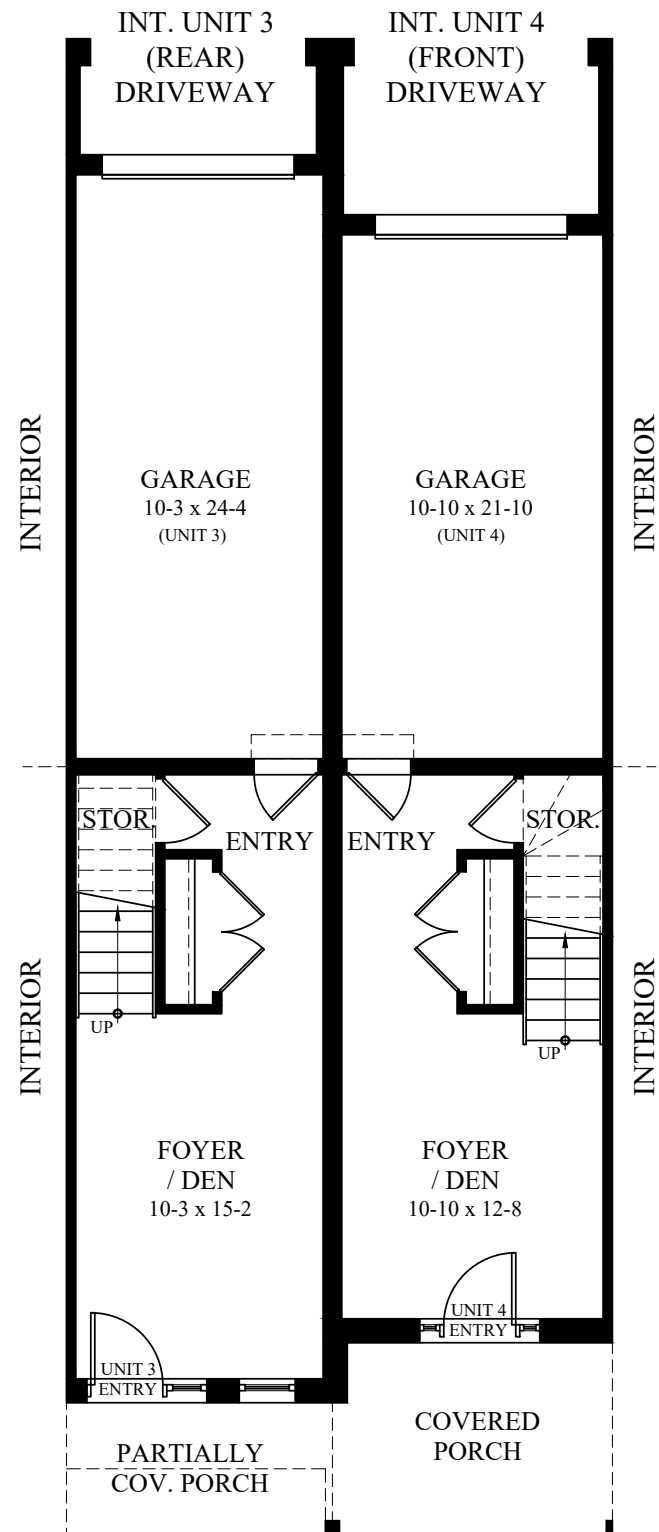 INT. UNIT 3
(REAR)
DRIVEWAY
INT. UNIT 4
(FRONT)
DRIVEWAY
INTERIOR
GARAGE
10-3 x 24-4
(UNIT 3)
GARAGE
10-10 x 21-10
(UNIT 4)
INTERIOR
STOR.
ENTRY
ENTRY
STOR.
INTERIOR
UP
UP
INTERIOR
FOYER
/ DEN
10-3 x 15-2
FOYER
/ DEN
10-10 x 12-8
UNIT 3
ENTRY
UNIT 4
ENTRY
PARTIALLY
COV. PORCH
COVERED
PORCH